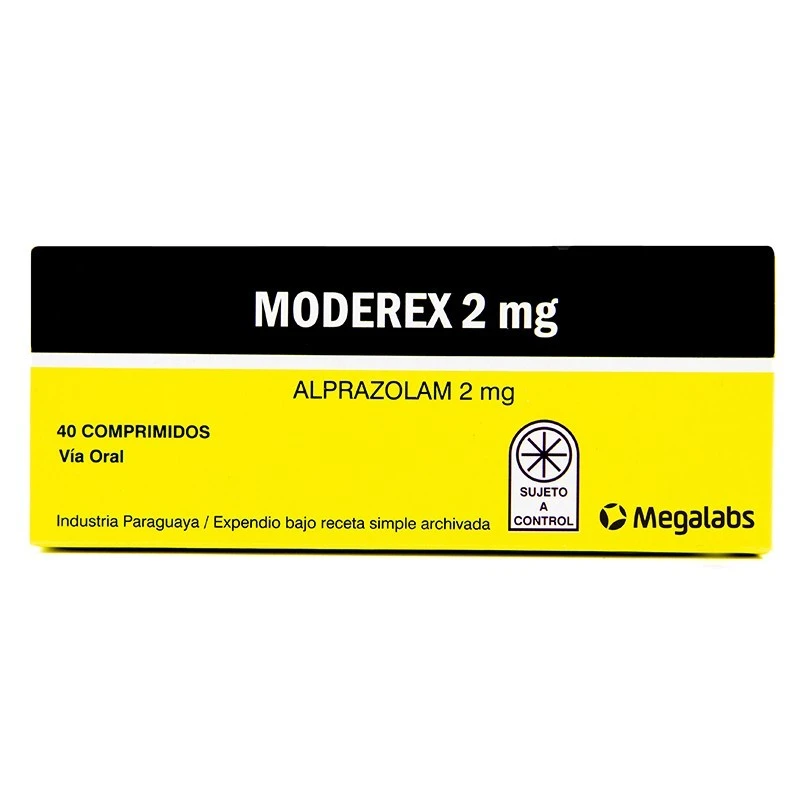 MODEREX 2 mg
ALPRAZOLAM 2 mg
40 COMPRIMIDOS
Vía Oral
Industria Paraguaya / Expendio bajo receta simple archivada
SUJETO
A
CONTROL
Megalabs